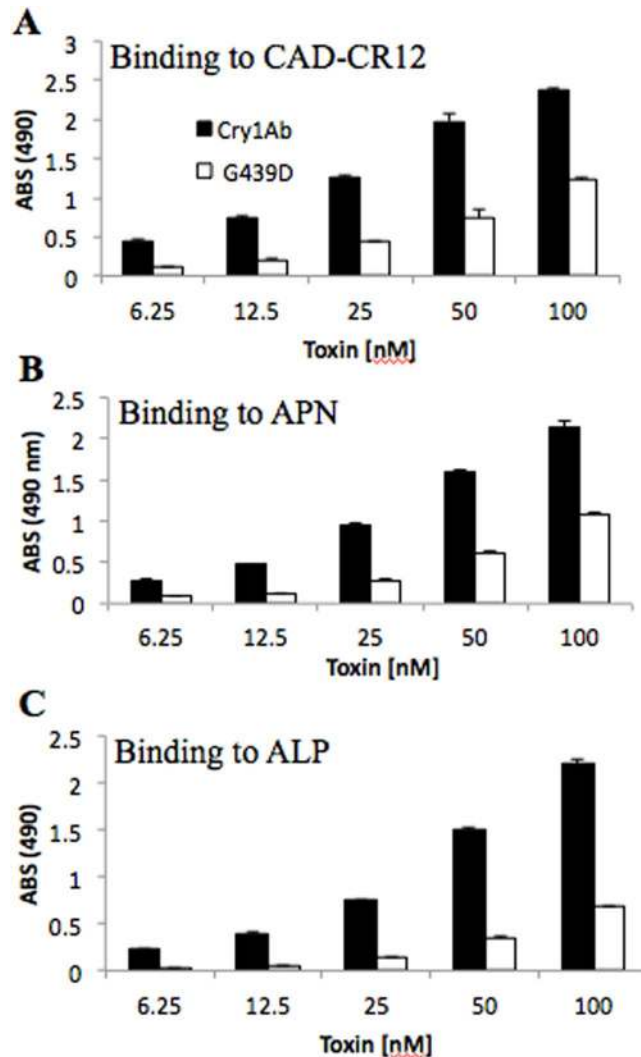 A
Binding to CAD-CR12
3
2.5
2
1.5
1
0.5
0
ABS (490)
Cry1Ab
G439D
6.25 12.5 25 50 100
Toxin [nM]
B
Binding to APN
2.5
2
1.5
1
0.5
0
ABS (490 nm)
6.25 12.5 25 50 100
Toxin [nM]
C
Binding to ALP
2.5
2
1.5
1
0.5
0
ABS (490)
6.25 12.5 25 50 100
Toxin [nM]